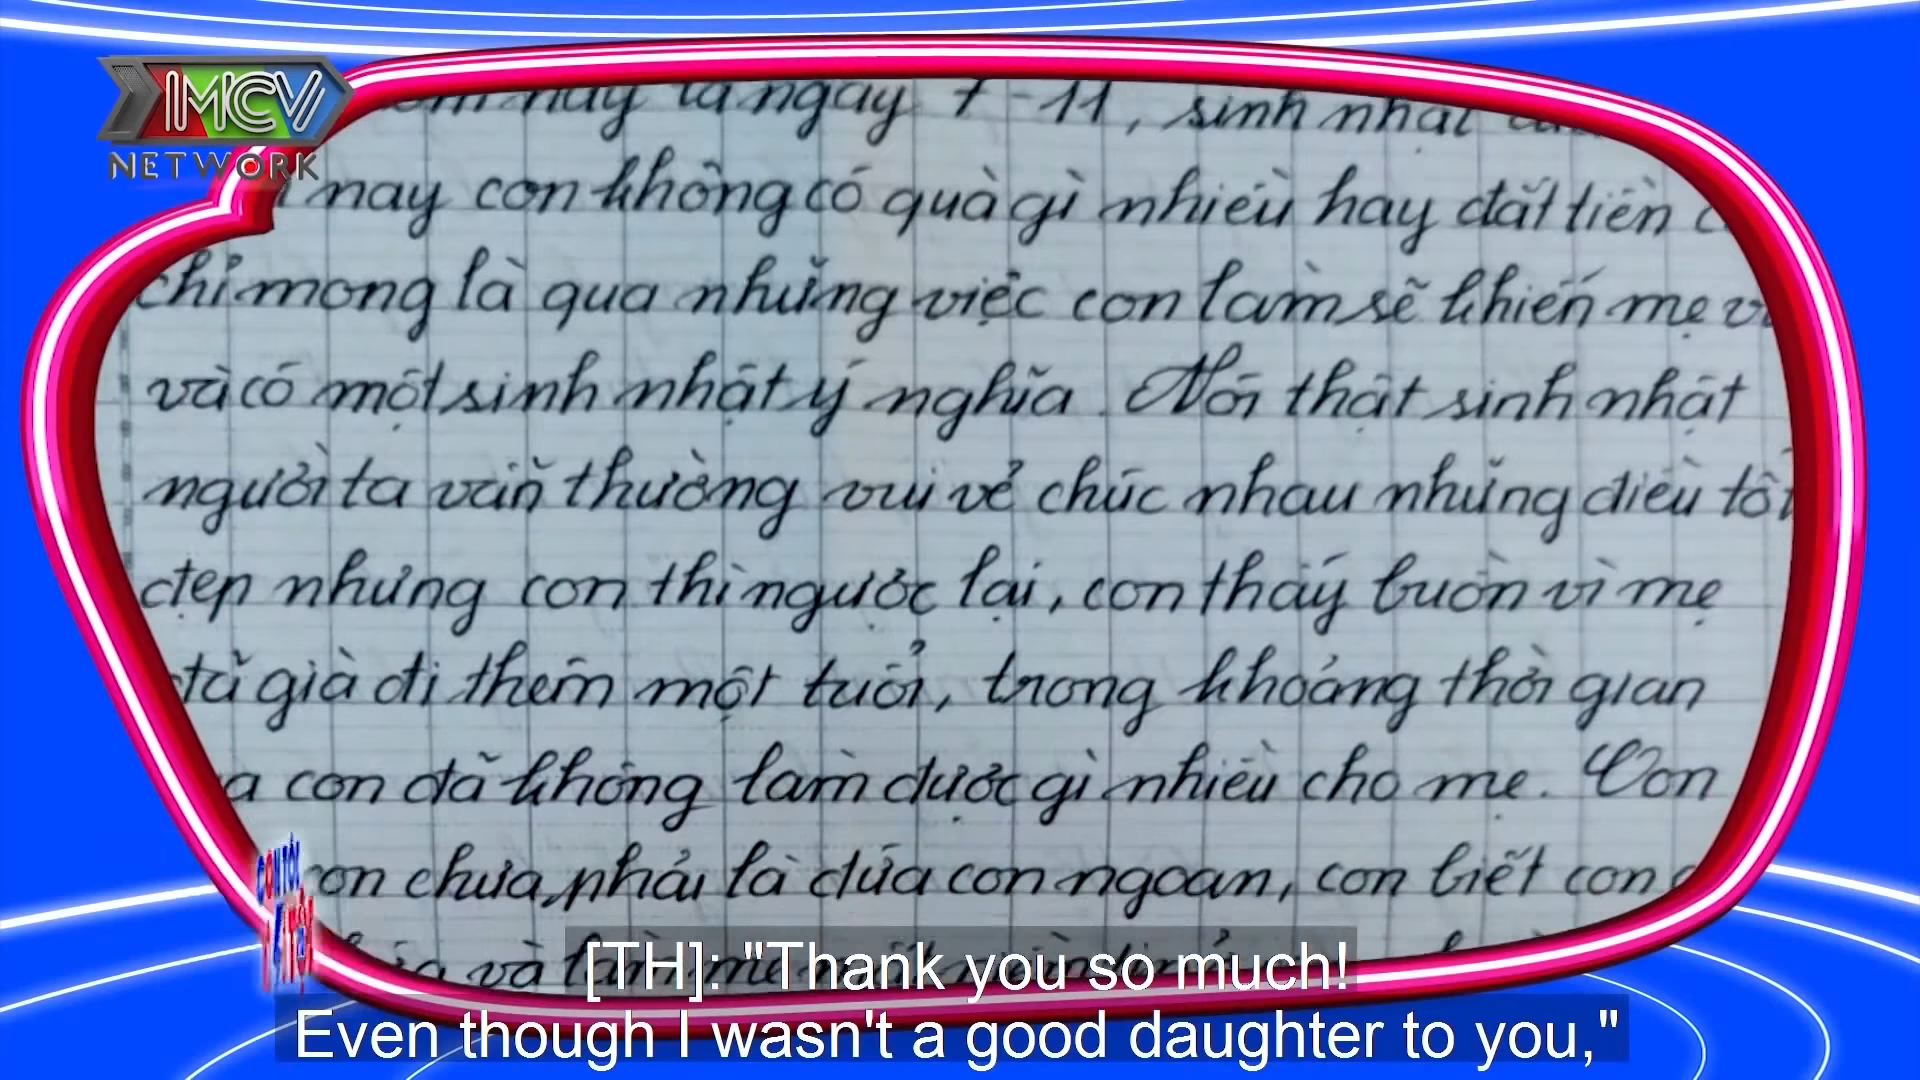 MCV
NETWORK
nay là ngày 7-11, sinh nhật
nay con không có quà gì nhiều hay đắt tiền
chỉ mong là qua những việc con làm sẽ khiến mẹ
và có một sinh nhật ý nghĩa. Nói thật sinh nhật
người ta vẫn thường vui vẻ chúc nhau những điều tốt
đẹp nhưng con thì ngược lại, con thấy buồn vì mẹ
đã già đi thêm một tuổi, trong khoảng thời gian
con đã không làm được gì nhiều cho mẹ. Con
con chưa phải là đứa con ngoan, con biết con
và làm mẹ
[TH]: "Thank you so much!
Even though I wasn't a good daughter to you,"